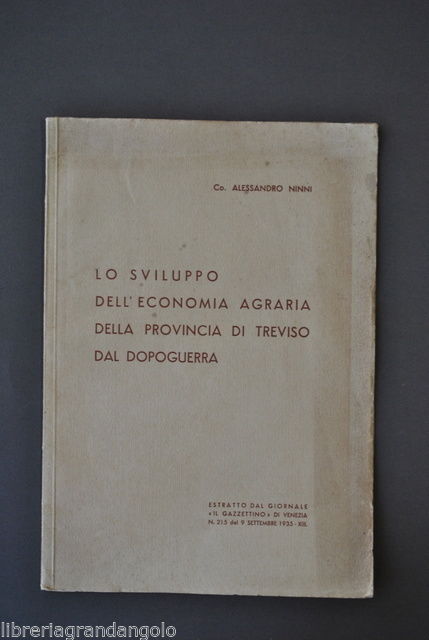 Co. ALESSANDRO NINNI
LO SVILUPPO
DELL'ECONOMIA AGRARIA
DELLA PROVINCIA DI TREVISO
DAL DOPOGUERRA
ESTRATTO DAL GIORNALE
« IL GAZZETTINO » DI VENEZIA
N. 215 del 9 SETTEMBRE 1935 - XIII.
libreriagrandangolo